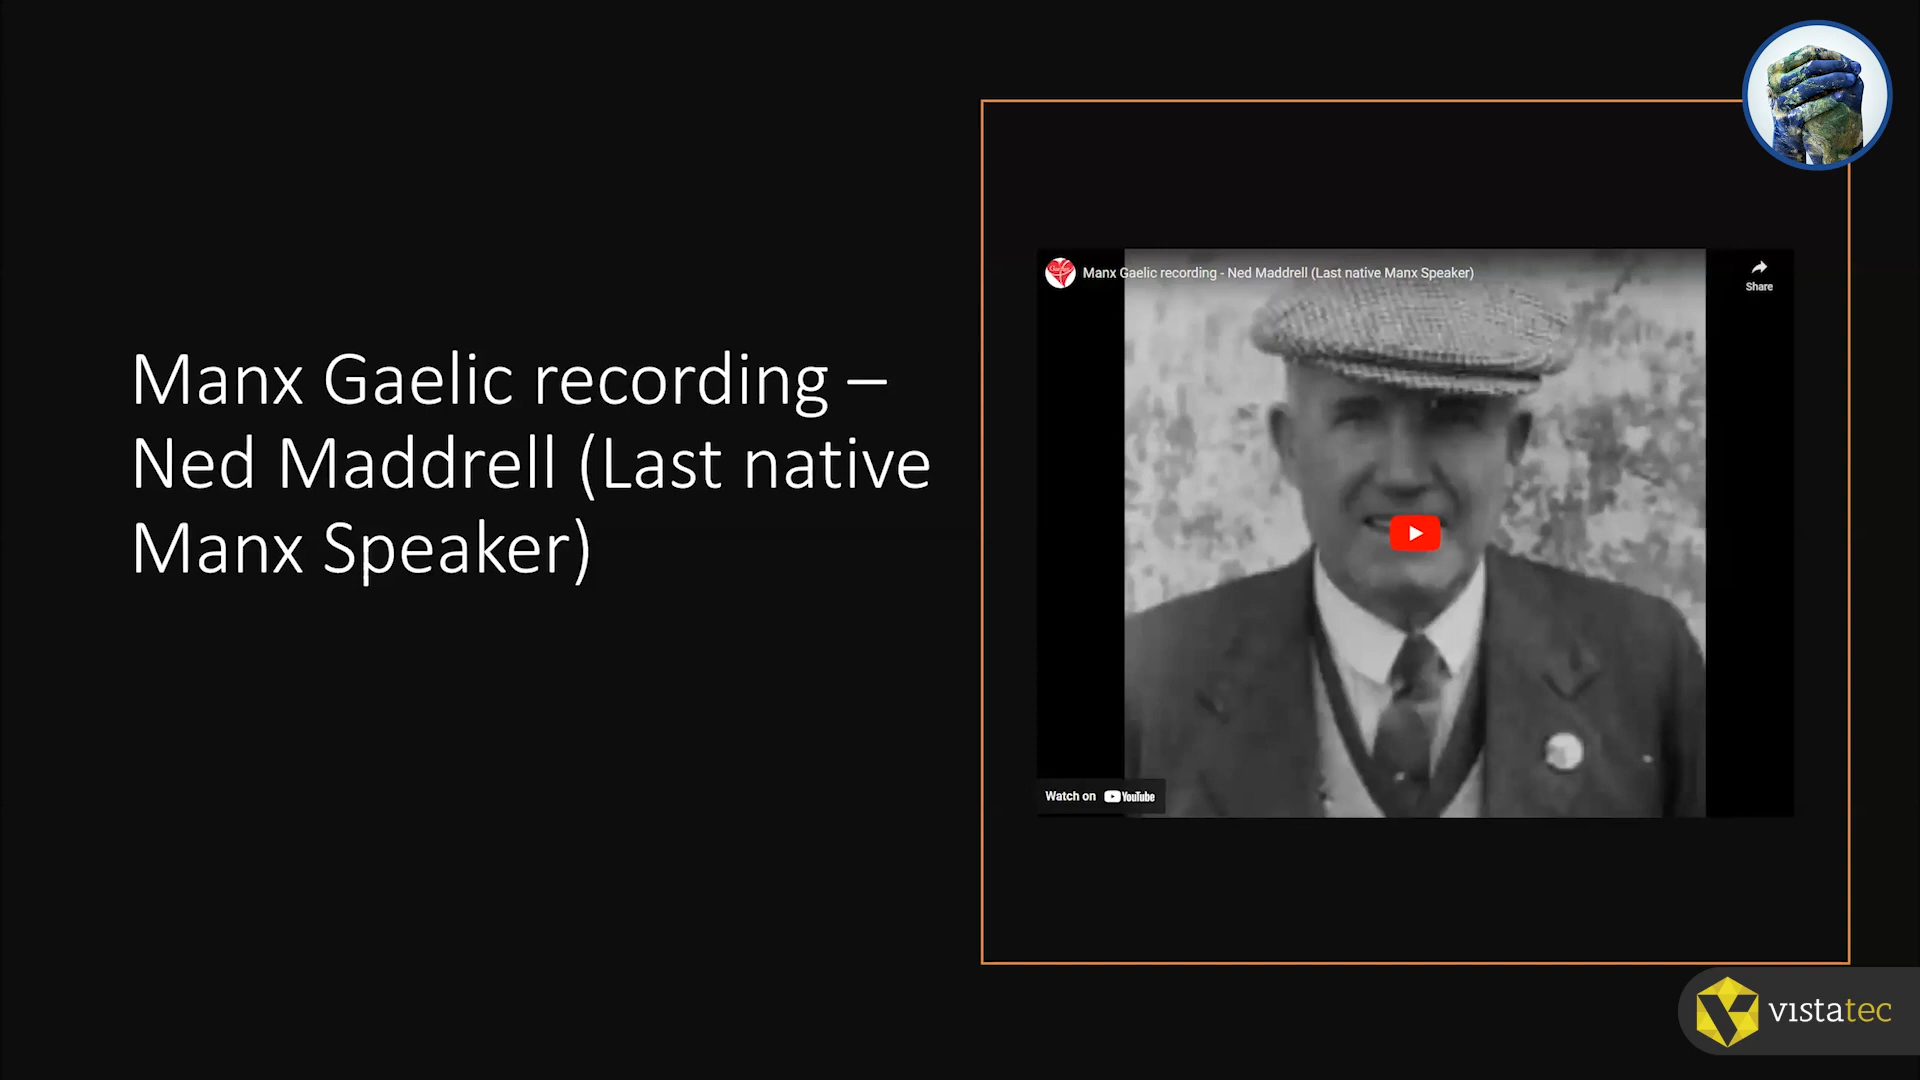 Manx Gaelic recording –
Ned Maddrell (Last native
Manx Speaker)
Manx Gaelic recording - Ned Maddrell (Last native Manx Speaker)
Share
Watch on YouTube
vistatec